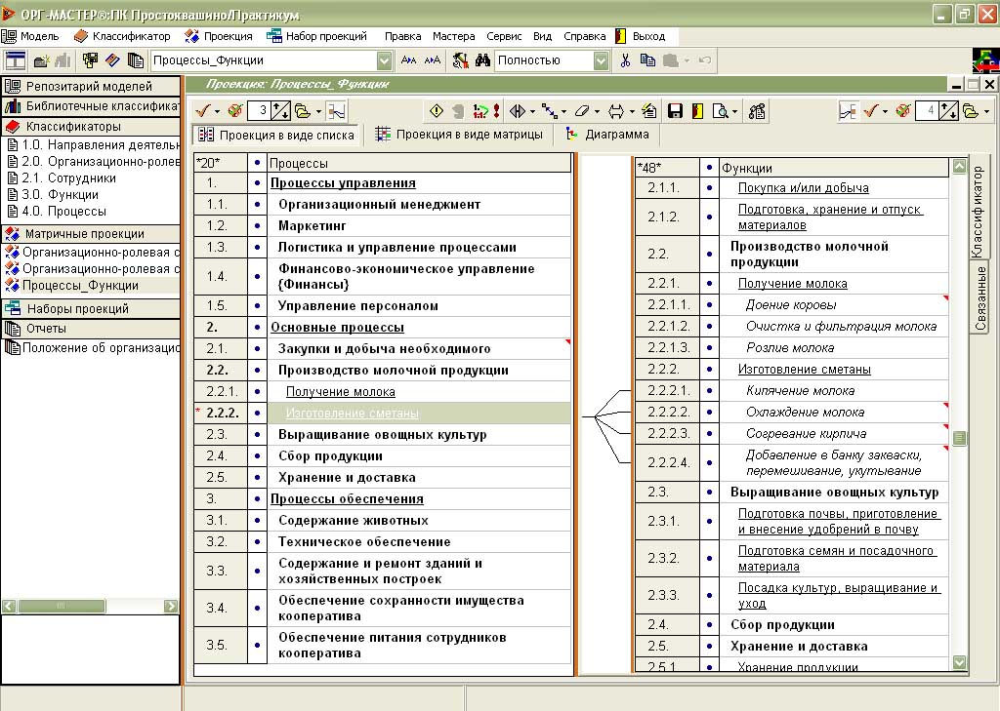 ОРГ-МАСТЕР®:ПК Простоквашино/Практикум
Модель Классификатор Проекция Набор проекций Правка Мастера Сервис Вид Справка Выход
Процессы_Функции Полностью
Репозитарий моделей
Библиотечные классифика
Классификаторы
1.0. Направления деятель
2.0. Организационно-ролев
2.1. Сотрудники
3.0. Функции
4.0. Процессы
Матричные проекции
Организационно-ролевая с
Организационно-ролевая с
Процессы_Функции
Наборы проекций
Отчеты
Положение об организацио
Проекция: Процессы_Функции
3 4
Проекция в виде списка Проекция в виде матрицы Диаграмма
*20* Процессы
1. Процессы управления
1.1. Организационный менеджмент
1.2. Маркетинг
1.3. Логистика и управление процессами
1.4. Финансово-экономическое управление
{Финансы}
1.5. Управление персоналом
2. Основные процессы
2.1. Закупки и добыча необходимого
2.2. Производство молочной продукции
2.2.1. Получение молока
* 2.2.2. Изготовление сметаны
2.3. Выращивание овощных культур
2.4. Сбор продукции
2.5. Хранение и доставка
3. Процессы обеспечения
3.1. Содержание животных
3.2. Техническое обеспечение
3.3. Содержание и ремонт зданий и
хозяйственных построек
3.4. Обеспечение сохранности имущества
кооператива
3.5. Обеспечение питания сотрудников
кооператива
*48* Функции
2.1.1. Покупка и/или добыча
2.1.2. Подготовка, хранение и отпуск
материалов
2.2. Производство молочной
продукции
2.2.1. Получение молока
2.2.1.1. Доение коровы
2.2.1.2. Очистка и фильтрация молока
2.2.1.3. Розлив молока
2.2.2. Изготовление сметаны
2.2.2.1. Кипячение молока
2.2.2.2. Охлаждение молока
2.2.2.3. Согревание кирпича
2.2.2.4. Добавление в банку закваски,
перемешивание, укутывание
2.3. Выращивание овощных культур
2.3.1. Подготовка почвы, приготовление
и внесение удобрений в почву
2.3.2. Подготовка семян и посадочного
материала
2.3.3. Посадка культур, выращивание и
уход
2.4. Сбор продукции
2.5. Хранение и доставка
2.5.1 Хранение продукции
Классификатор
Связанные